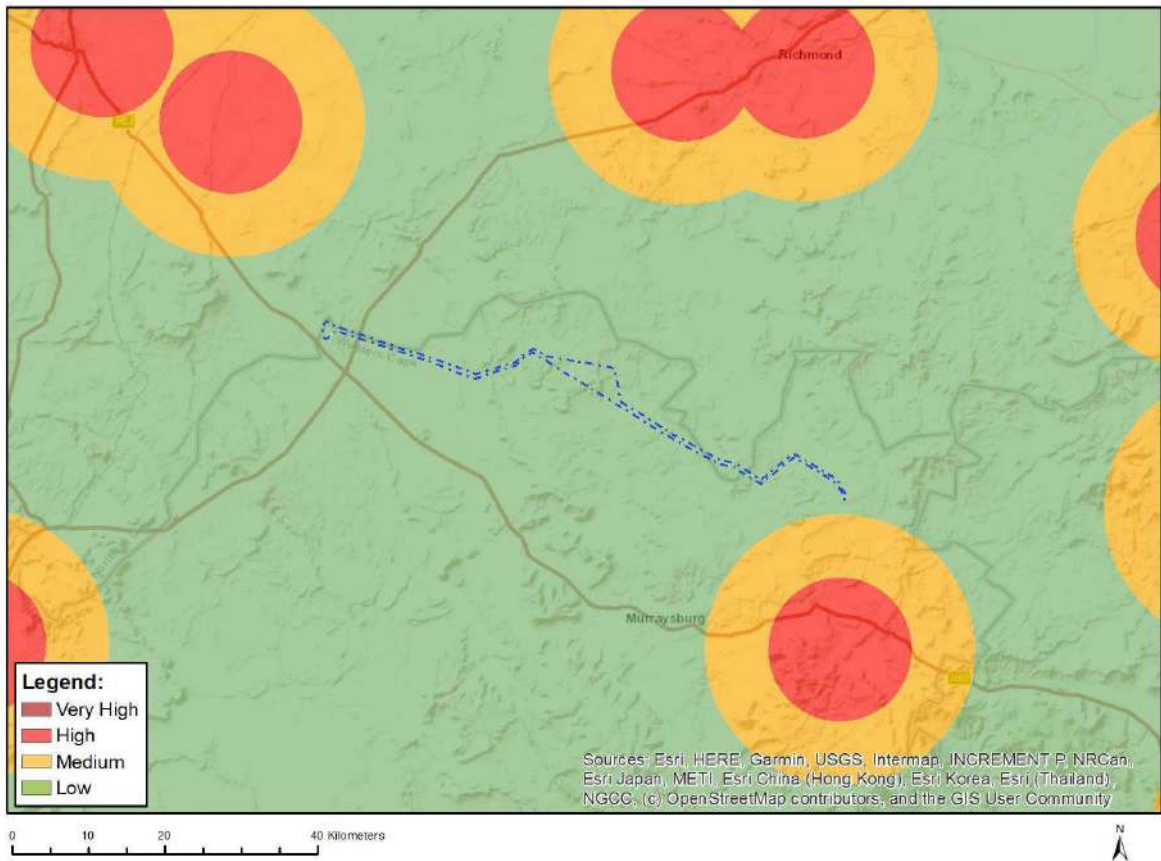 Richmond
Murraysburg
Legend:
Very High
High
Medium
Low
Sources: Esri, HERE, Garmin, USGS, Intermap, INCREMENT P, NRCan,
Esri Japan, METI, Esri China (Hong Kong), Esri Korea, Esri (Thailand),
NGCC, (c) OpenStreetMap contributors, and the GIS User Community
0 10 20 40 Kilometers
N